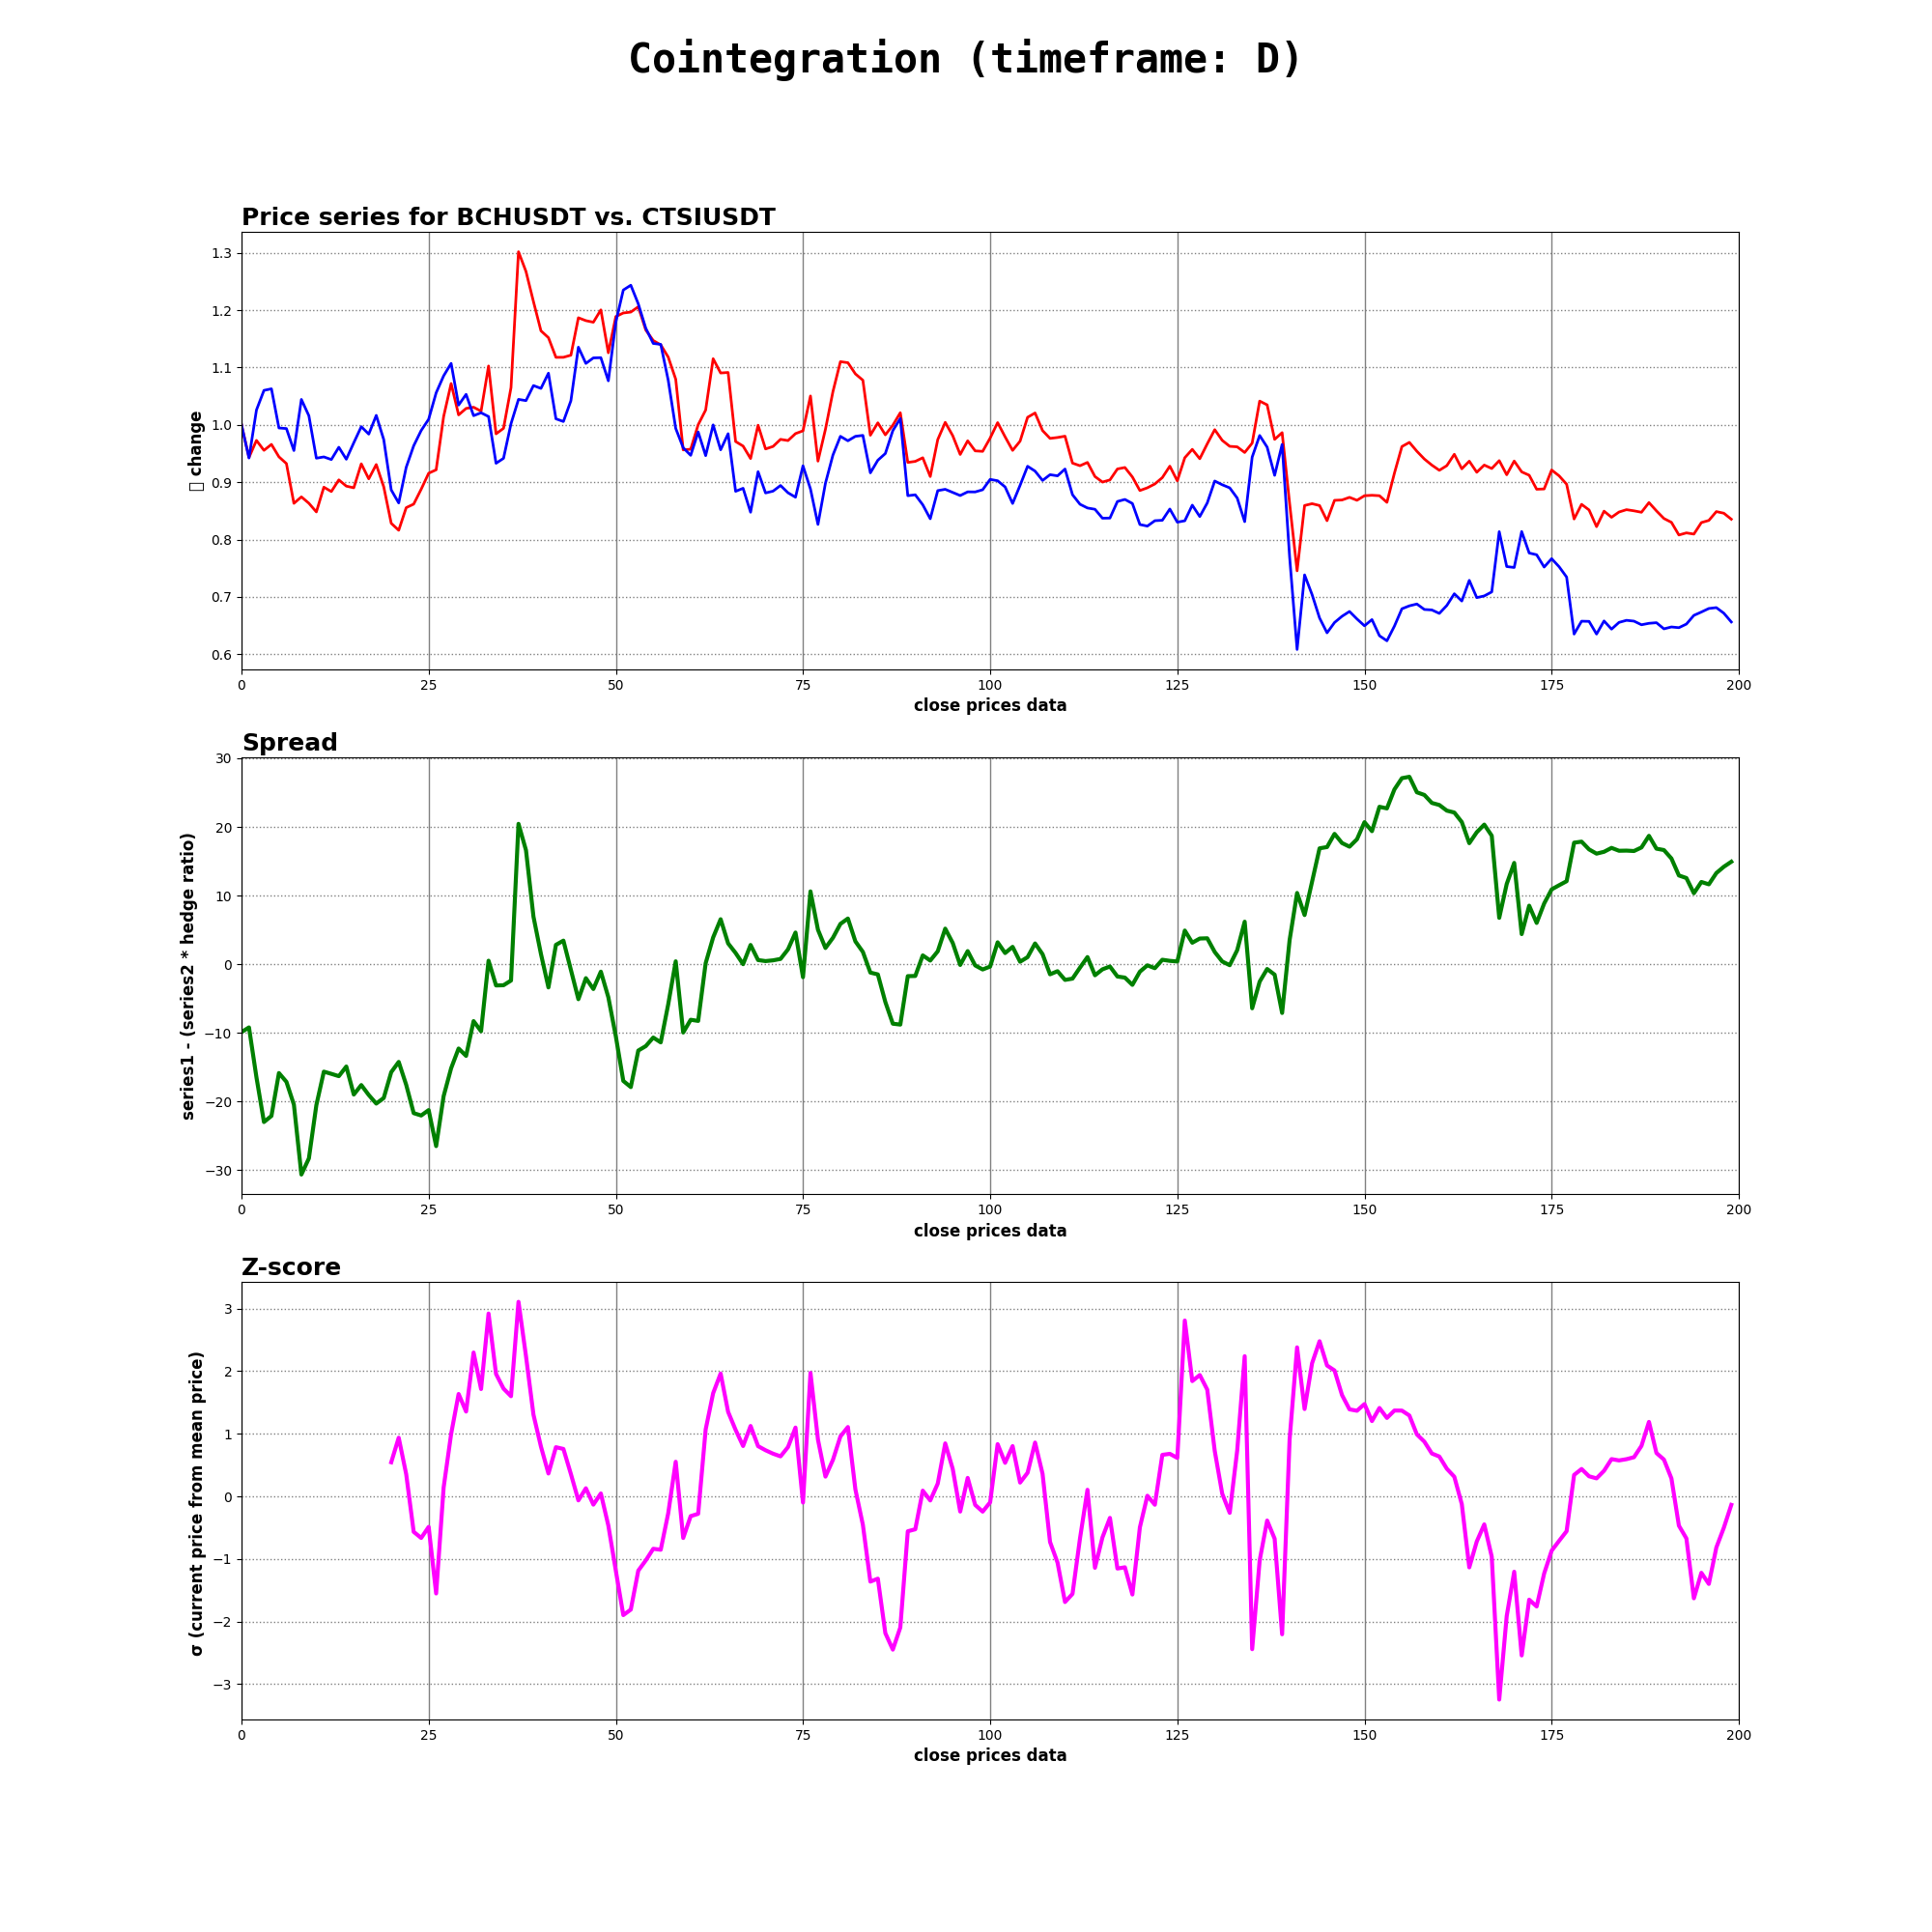 Cointegration (timeframe: D)
Price series for BCHUSDT vs. CTSIUSDT
1.3
1.2
1.1
1.0
0.9
0.8
0.7
0.6
▯ change
0 25 50 75 100 125 150 175 200
close prices data
Spread
30
20
10
0
−10
−20
−30
series1 - (series2 * hedge ratio)
0 25 50 75 100 125 150 175 200
close prices data
Z-score
3
2
1
0
−1
−2
−3
σ (current price from mean price)
0 25 50 75 100 125 150 175 200
close prices data